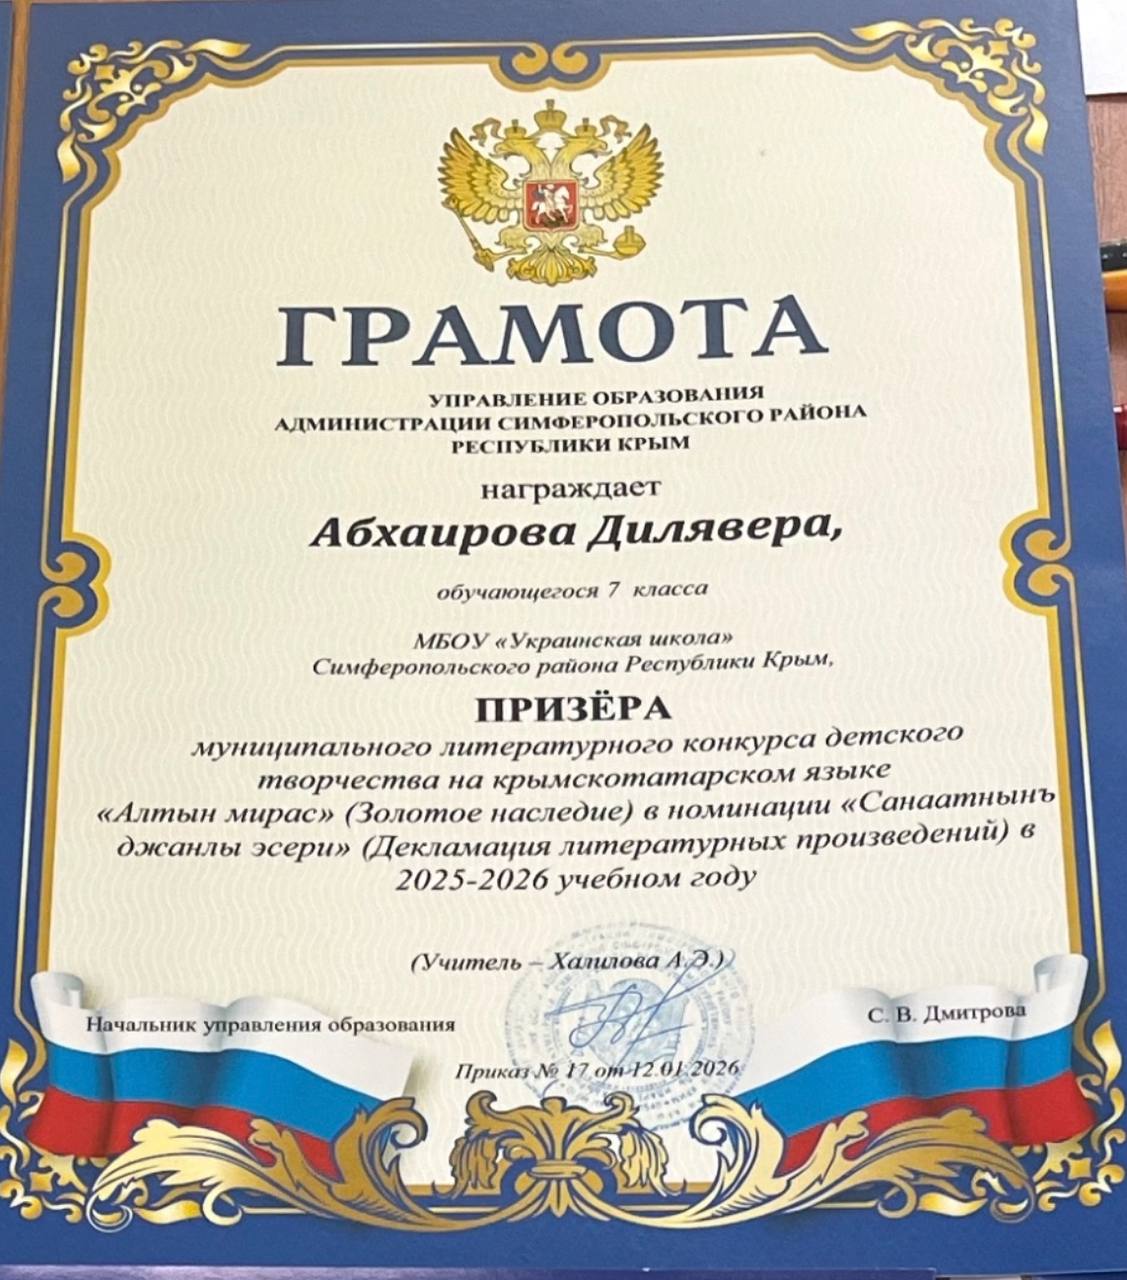 ГРАМОТА
УПРАВЛЕНИЕ ОБРАЗОВАНИЯ
АДМИНИСТРАЦИИ СИМФЕРОПОЛЬСКОГО РАЙОНА
РЕСПУБЛИКИ КРЫМ
награждает
Абхаирова Дилявера,
обучающегося 7 класса
МБОУ «Украинская школа»
Симферопольского района Республики Крым,
ПРИЗЁРА
муниципального литературного конкурса детского
творчества на крымскотатарском языке
«Алтын мирас» (Золотое наследие) в номинации «Санаатнынъ
джанлы эсери» (Декламация литературных произведений) в
2025-2026 учебном году
(Учитель – Халилова А.Э.)
Начальник управления образования
С. В. Дмитрова
Приказ № 17 от 12.01.2026